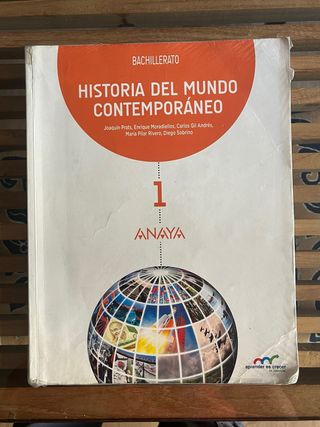 BACHILLERATO
HISTORIA DEL MUNDO
CONTEMPORÁNEO
Joaquín Prats, Enrique Moradiellos, Carlos Gil Andrés,
María Pilar Rivero, Diego Sobrino
1
ANAYA
aprender es crecer